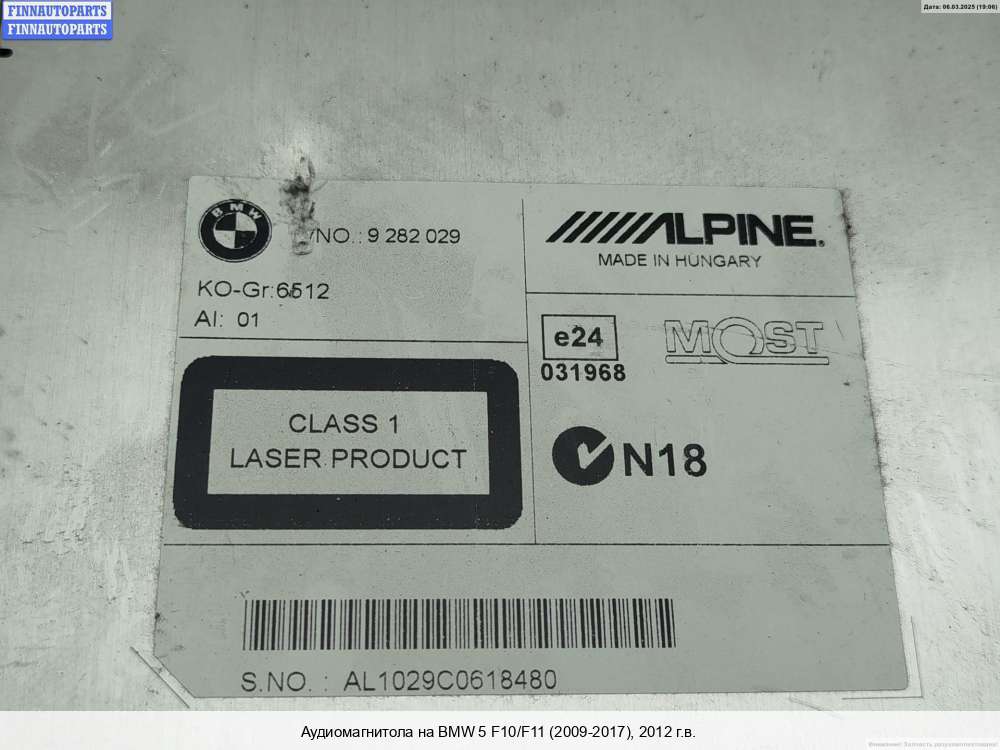 FINNAUTOPARTS
FINNAUTOPARTS
Дата: 06.03.2025 (19:06)
BMW
/NO.: 9 282 029
KO-Gr:6512
AI: 01
ALPINE®
MADE IN HUNGARY
e24
031968
MOST
CLASS 1
LASER PRODUCT
N18
S.NO. : AL1029C0618480
Аудиомагнитола на BMW 5 F10/F11 (2009-2017), 2012 г.в.